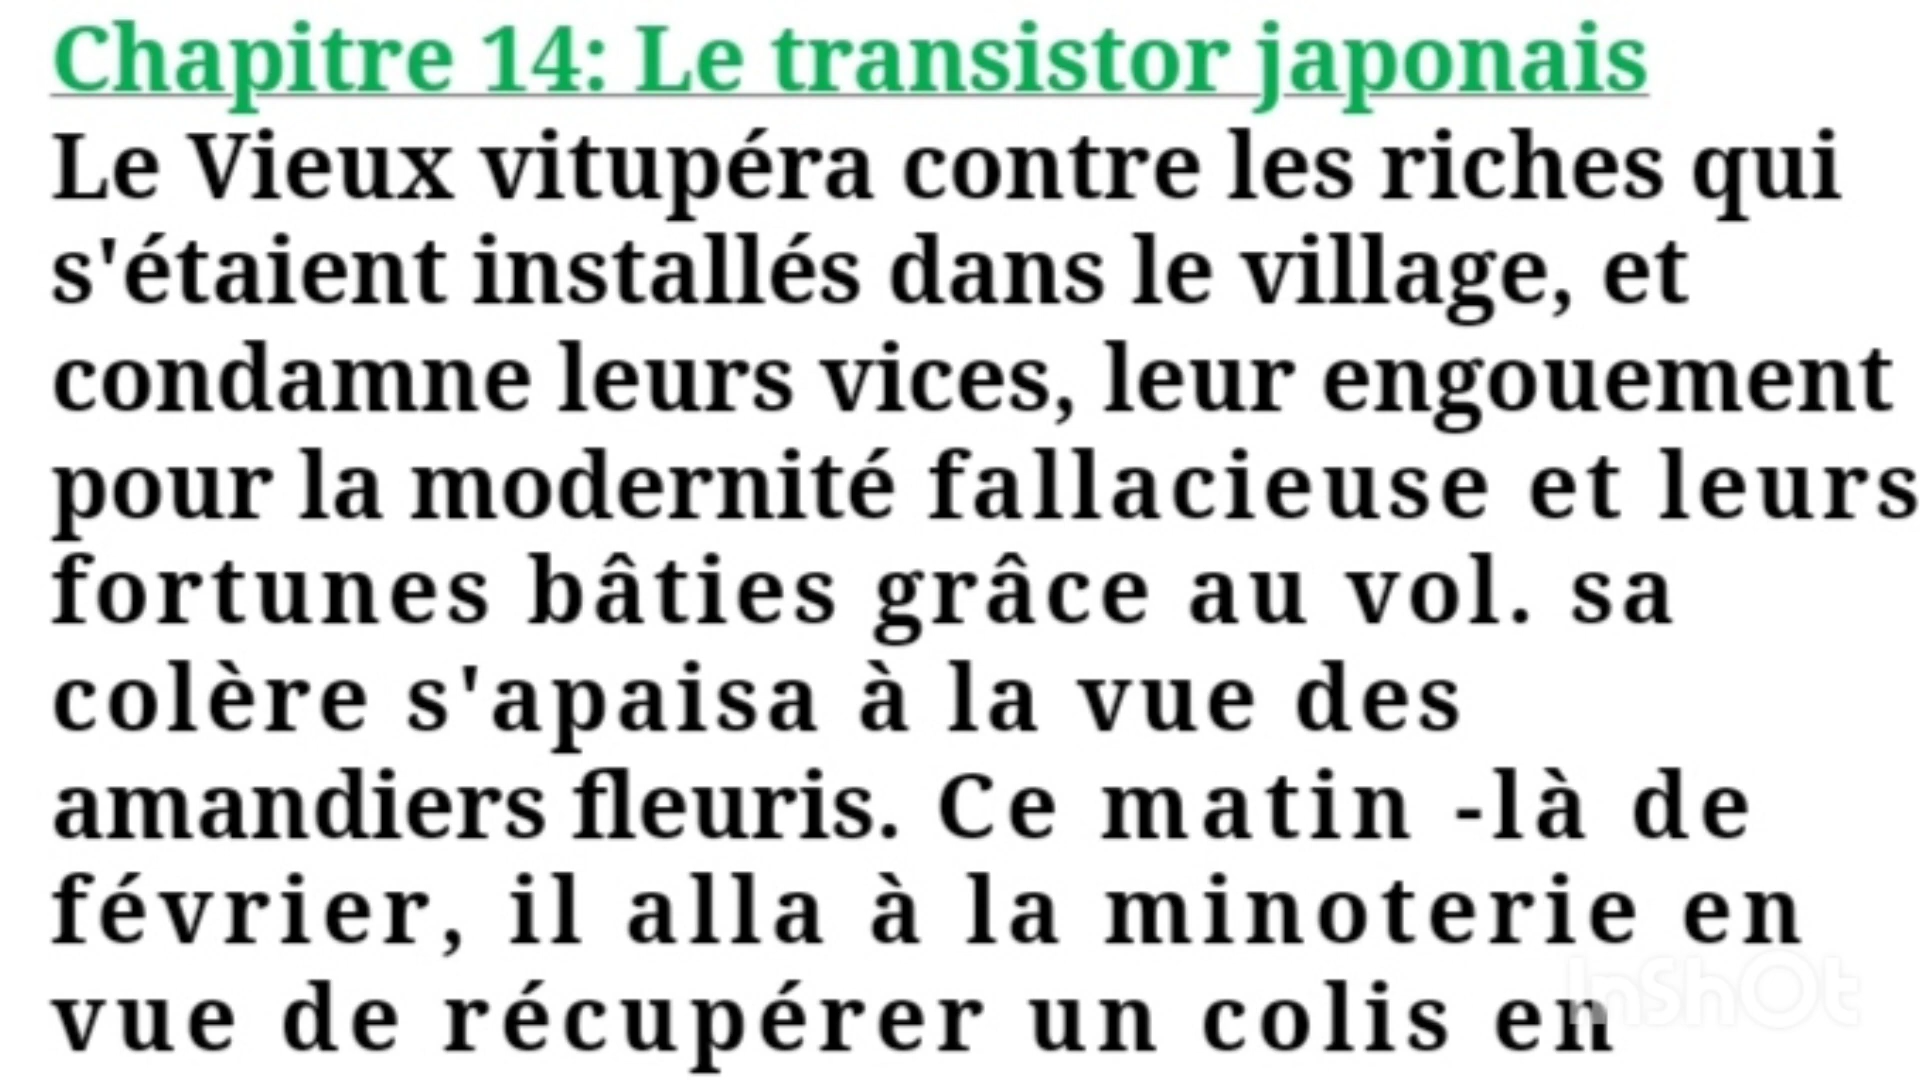 Chapitre 14: Le transistor japonais
Le Vieux vitupéra contre les riches qui
s'étaient installés dans le village, et
condamne leurs vices, leur engouement
pour la modernité fallacieuse et leurs
fortunes bâties grâce au vol. sa
colère s'apaisa à la vue des
amandiers fleuris. Ce matin -là de
février, il alla à la minoterie en
vue de récupérer un colis en
InShOt